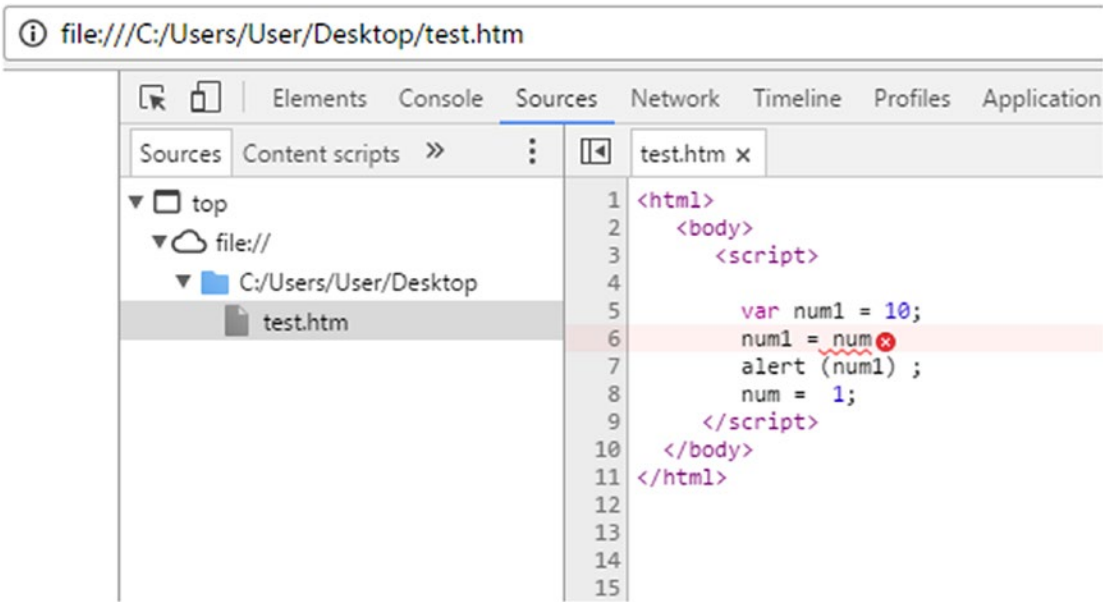 file:///C:/Users/User/Desktop/test.htm
Elements Console Sources Network Timeline Profiles Application
Sources Content scripts »
test.htm ×
top
file://
C:/Users/User/Desktop
test.htm
1 <html>
2 <body>
3 <script>
4
5 var num1 = 10;
6 num1 = num
7 alert (num1) ;
8 num = 1;
9 </script>
10 </body>
11 </html>
12
13
14
15